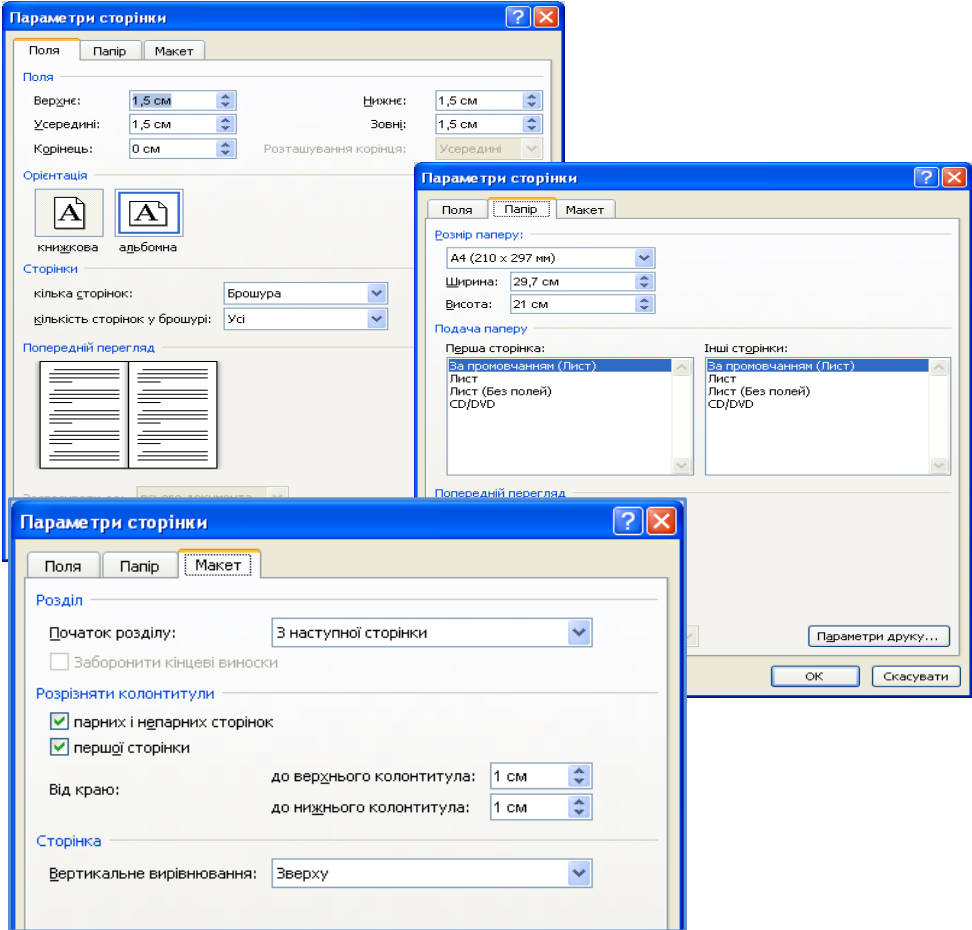 Параметри сторінки
Поля Папір Макет
Поля
Верхнє: 1,5 см Нижнє: 1,5 см
Усередині: 1,5 см Зовні: 1,5 см
Корінець: 0 см Розташування корінця: Усередині
Орієнтація
A A
книжкова альбомна
Сторінки
кілька сторінок: Брошура
кількість сторінок у брошурі: Усі
Попередній перегляд
Параметри сторінки
Поля Папір Макет
Розмір паперу:
А4 (210 x 297 мм)
Ширина: 29,7 см
Висота: 21 см
Подача паперу
Перша сторінка: Інші сторінки:
За промовчанням (Лист) За промовчанням (Лист)
Лист Лист
Лист (Без полей) Лист (Без полей)
CD/DVD CD/DVD
Попередній перегляд
Параметри друку...
ОК Скасувати
Параметри сторінки
Поля Папір Макет
Розділ
Початок розділу: З наступної сторінки
Заборонити кінцеві виноски
Розрізняти колонтитули
парних і непарних сторінок
першої сторінки
Від краю: до верхнього колонтитула: 1 см
до нижнього колонтитула: 1 см
Сторінка
Вертикальне вирівнювання: Зверху